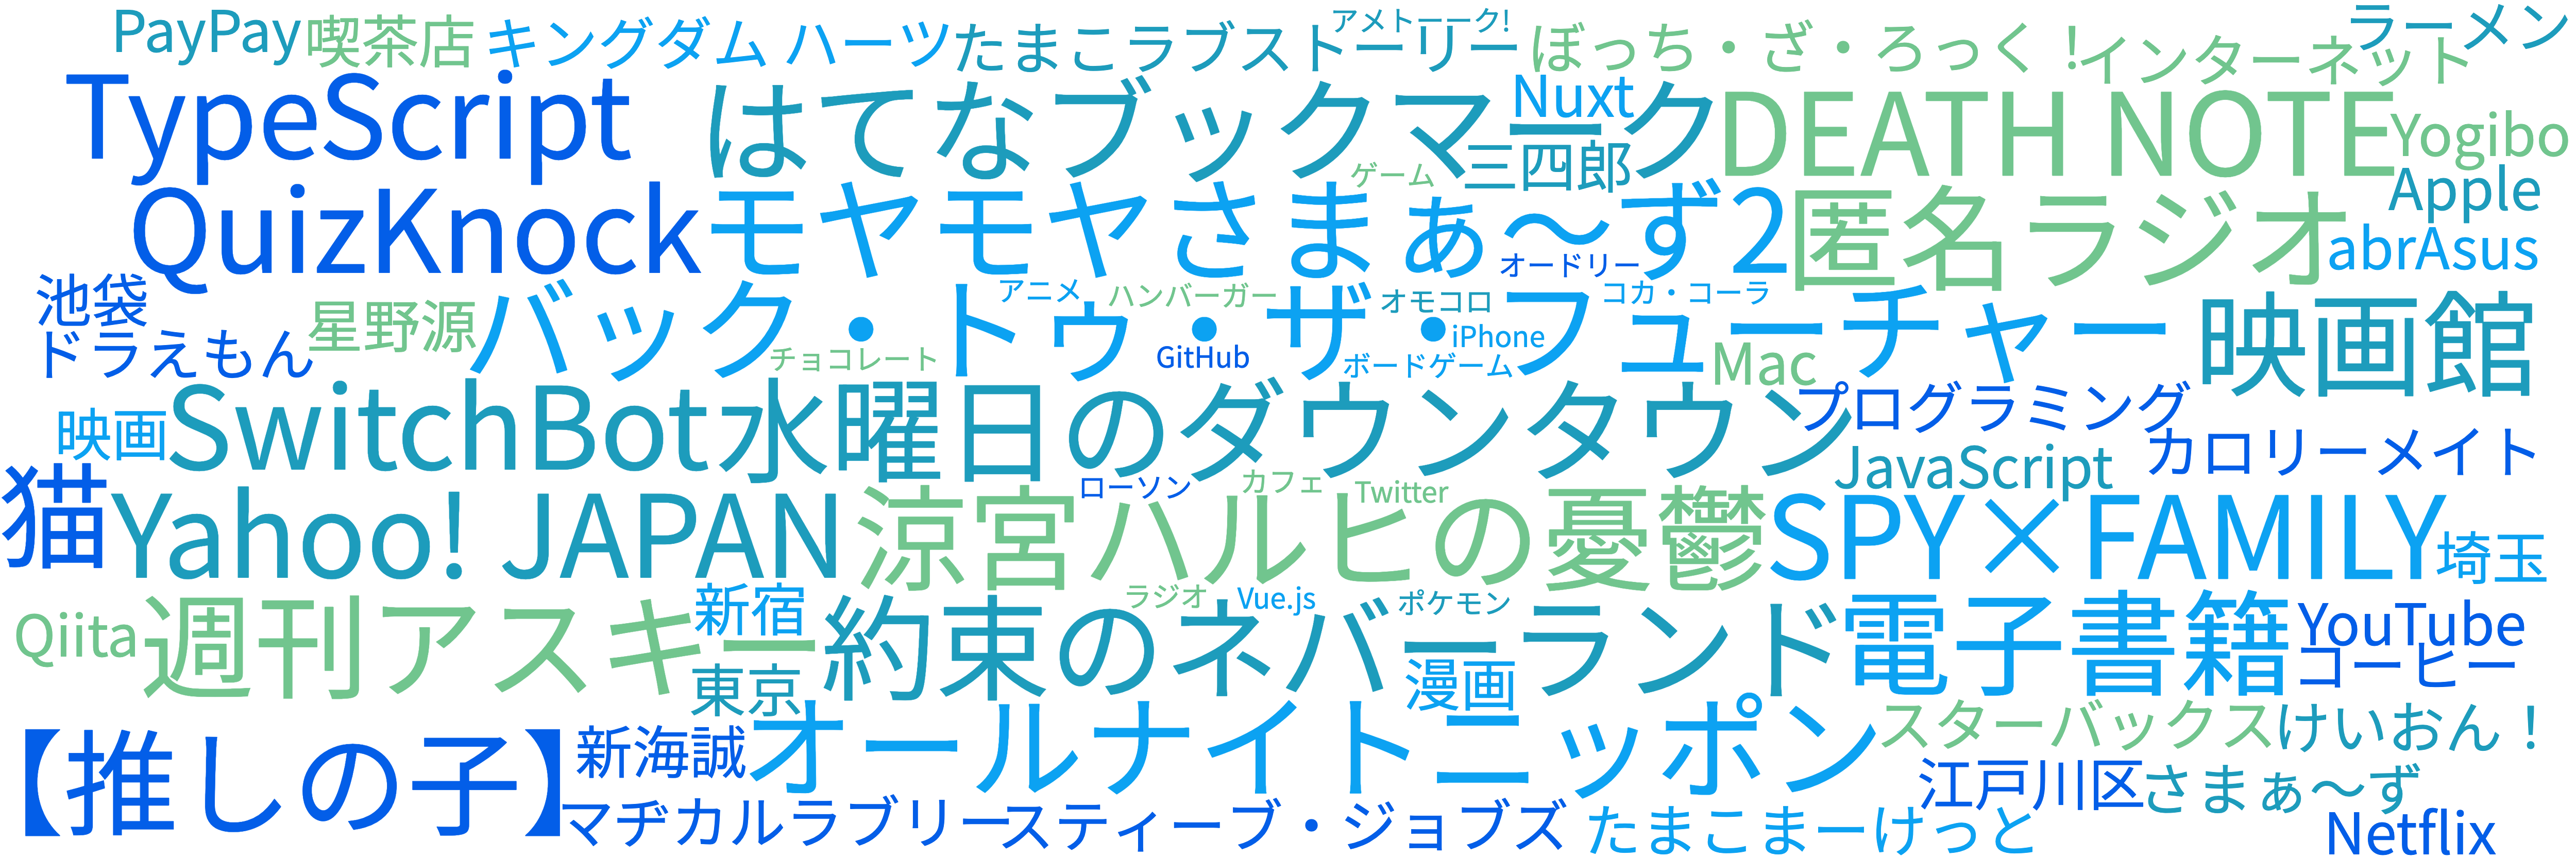 PayPay 喫茶店 キングダム ハーツ たまこラブストーリー アメトーーク! ぼっち・ざ・ろっく！ インターネット ラーメン
TypeScript はてなブックマーク Nuxt DEATH NOTE Yogibo
三四郎 ゲーム Apple
QuizKnock モヤモヤさまぁ～ず2 匿名ラジオ abrAsus
オードリー
池袋 星野源 バック・トゥ・ザ・フューチャー 映画館
アニメ ハンバーガー オモコロ コカ・コーラ
ドラえもん チョコレート GitHub iPhone ボードゲーム Mac
映画 SwitchBot 水曜日のダウンタウン プログラミング
JavaScript カロリーメイト
猫 Yahoo! JAPAN 涼宮ハルヒの憂鬱 SPY×FAMILY 埼玉
ローソン カフェ Twitter
Qiita 週刊アスキー 新宿 約束のネバーランド 電子書籍 YouTube
ラジオ Vue.js ポケモン
東京 漫画 コーヒー
【推しの子】 新海誠 オールナイトニッポン スターバックス けいおん！
江戸川区 さまぁ～ず
マヂカルラブリー スティーブ・ジョブズ たまこまーけっと Netflix